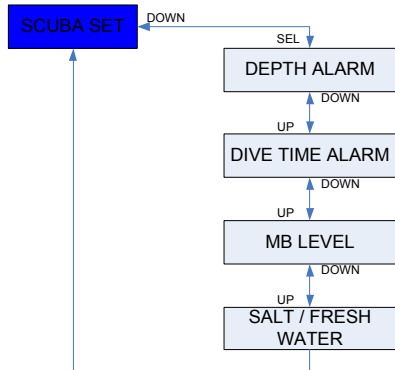 SCUBA SET
DOWN
SEL
DEPTH ALARM
DOWN
UP
DIVE TIME ALARM
DOWN
UP
MB LEVEL
DOWN
UP
SALT / FRESH
WATER